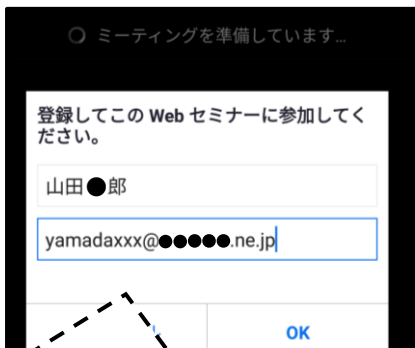 ミーティングを準備しています...
登録してこの Web セミナーに参加してく
ださい。
山田●郎
yamadaxxx@●●●●●.ne.jp
OK